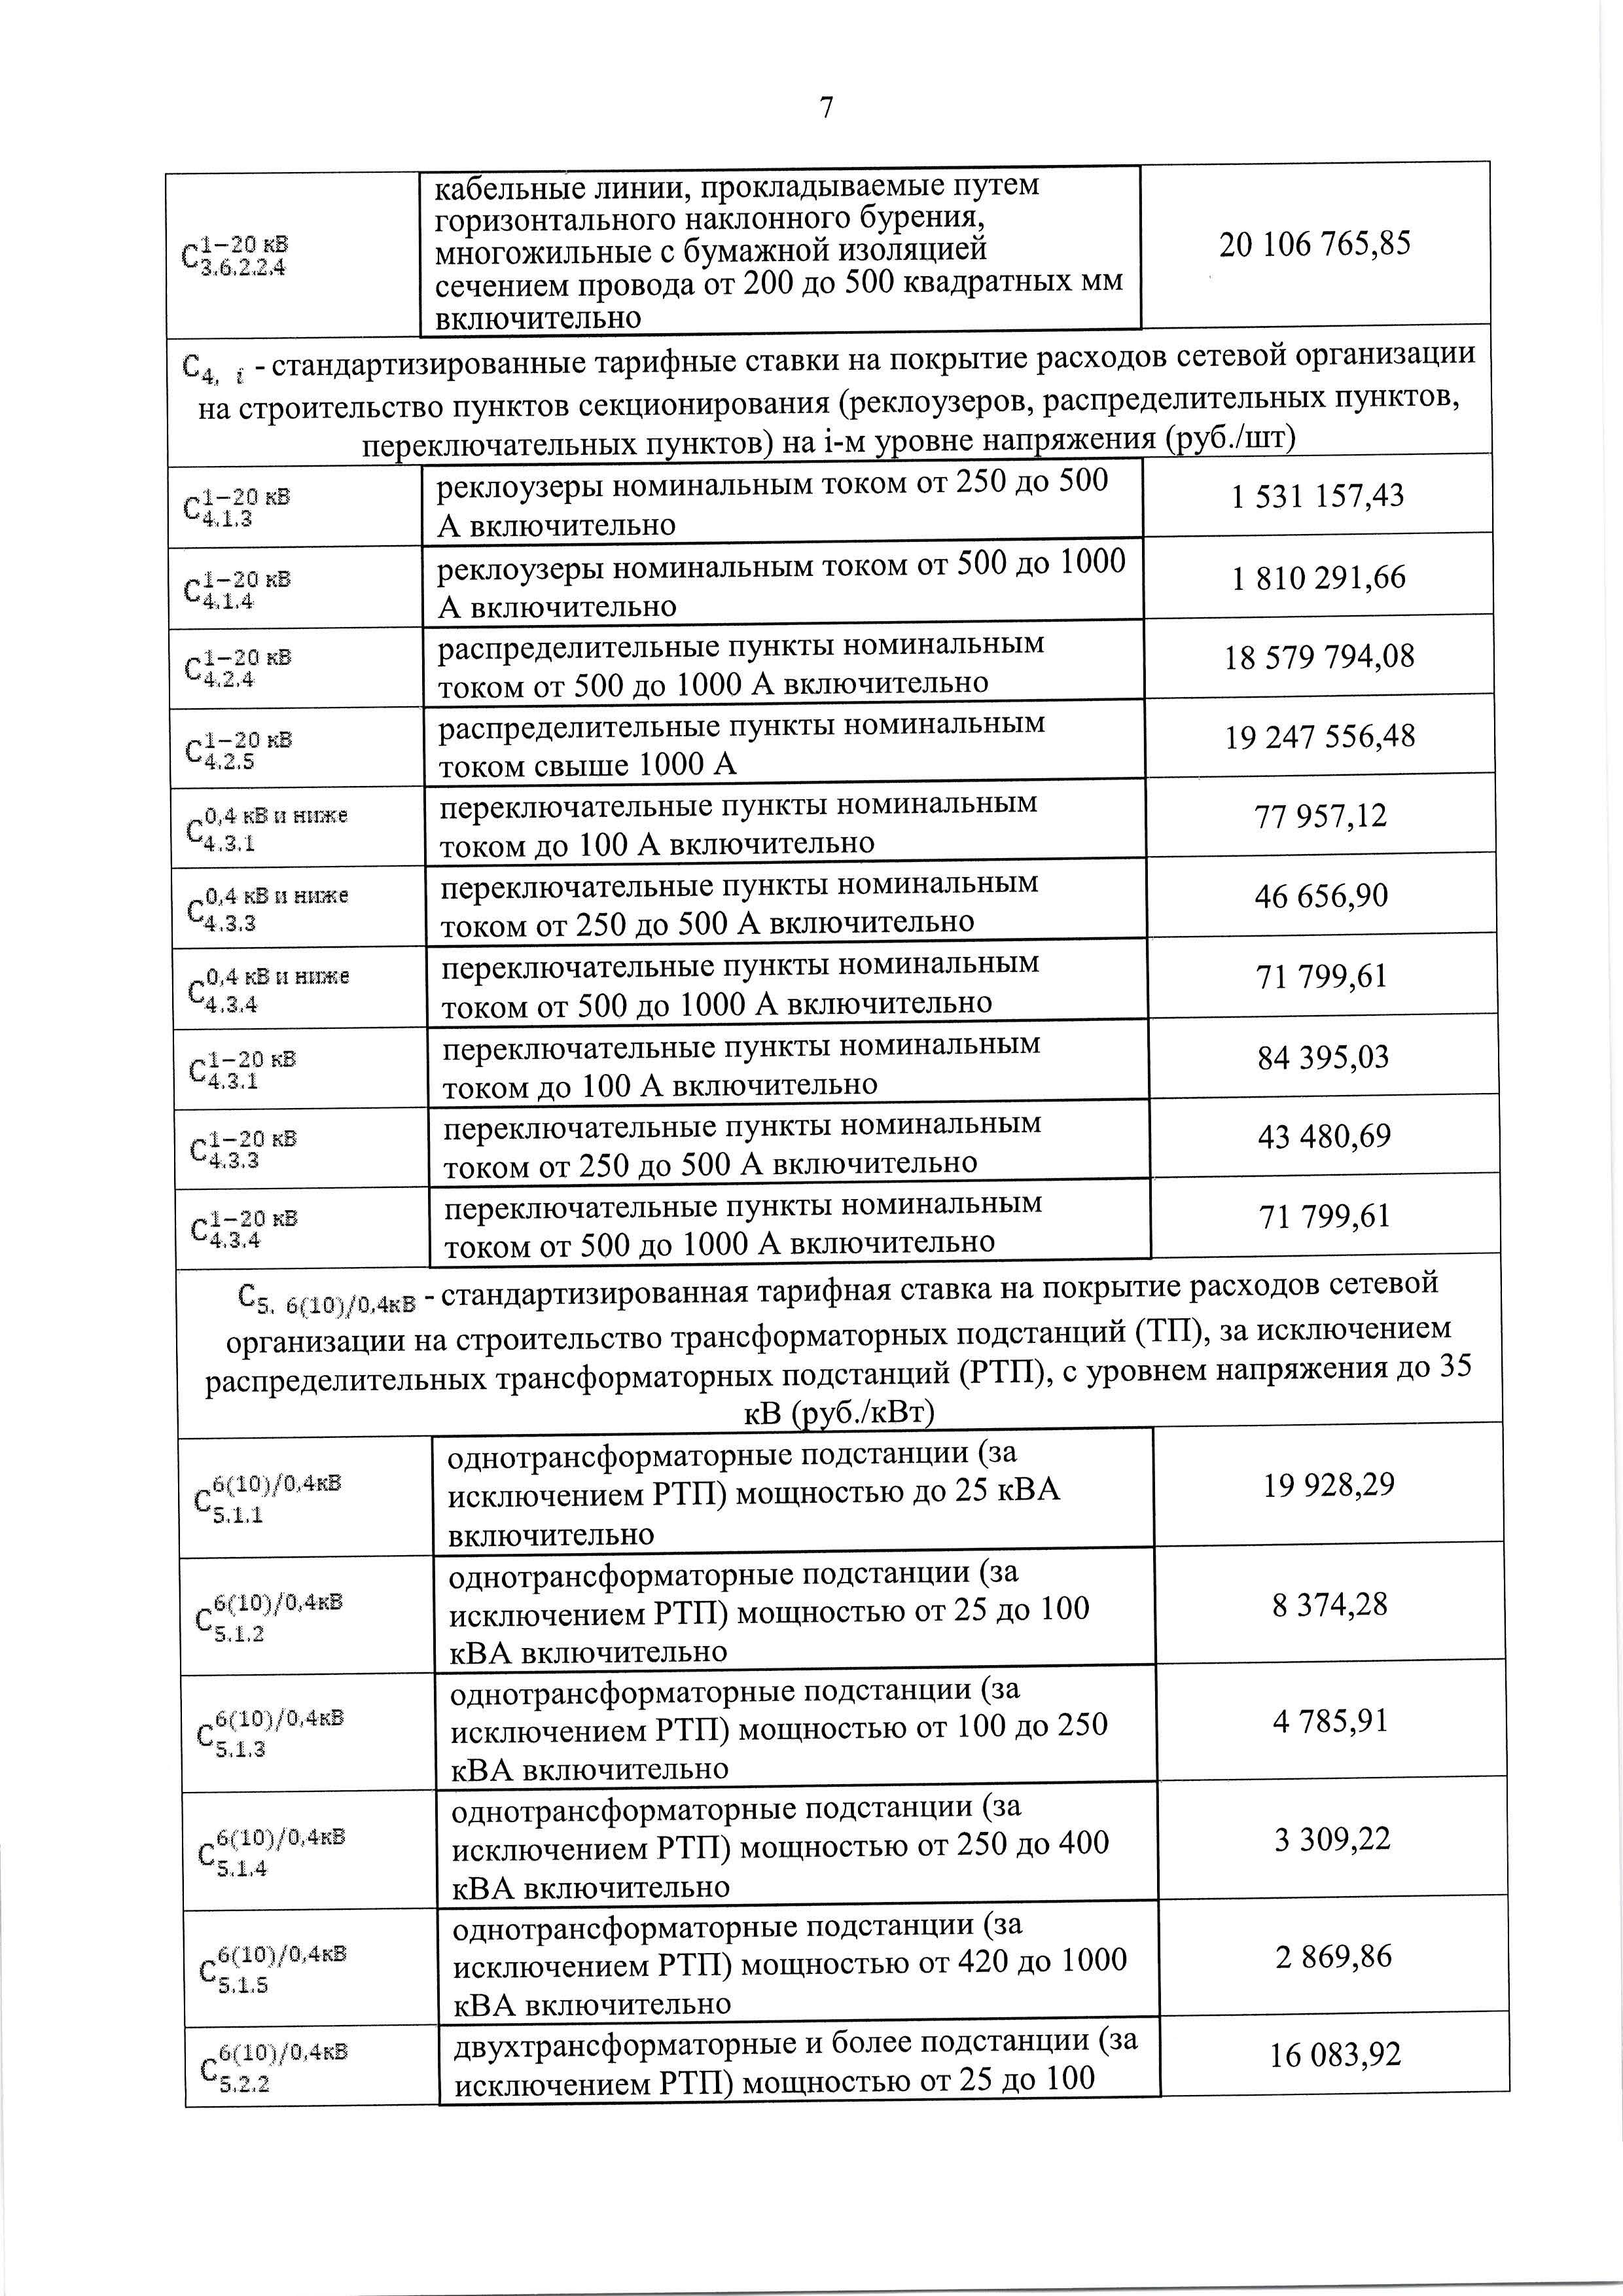 7
С 1–20 кВ 3.6.2.2.4
кабельные линии, прокладываемые путем
горизонтального наклонного бурения,
многожильные с бумажной изоляцией
сечением провода от 200 до 500 квадратных мм
включительно
20 106 765,85
С4, i - стандартизированные тарифные ставки на покрытие расходов сетевой организации
на строительство пунктов секционирования (реклоузеров, распределительных пунктов,
переключательных пунктов) на i-м уровне напряжения (руб./шт)
С 1–20 кВ 4.1.3
реклоузеры номинальным током от 250 до 500
А включительно
1 531 157,43
С 1–20 кВ 4.1.4
реклоузеры номинальным током от 500 до 1000
А включительно
1 810 291,66
С 1–20 кВ 4.2.4
распределительные пункты номинальным
током от 500 до 1000 А включительно
18 579 794,08
С 1–20 кВ 4.2.5
распределительные пункты номинальным
током свыше 1000 А
19 247 556,48
С 0,4 кВ и ниже 4.3.1
переключательные пункты номинальным
током до 100 А включительно
77 957,12
С 0,4 кВ и ниже 4.3.3
переключательные пункты номинальным
током от 250 до 500 А включительно
46 656,90
С 0,4 кВ и ниже 4.3.4
переключательные пункты номинальным
током от 500 до 1000 А включительно
71 799,61
С 1–20 кВ 4.3.1
переключательные пункты номинальным
током до 100 А включительно
84 395,03
С 1–20 кВ 4.3.3
переключательные пункты номинальным
током от 250 до 500 А включительно
43 480,69
С 1–20 кВ 4.3.4
переключательные пункты номинальным
током от 500 до 1000 А включительно
71 799,61
С5. 6(10)/0,4кВ - стандартизированная тарифная ставка на покрытие расходов сетевой
организации на строительство трансформаторных подстанций (ТП), за исключением
распределительных трансформаторных подстанций (РТП), с уровнем напряжения до 35
кВ (руб./кВт)
С 6(10)/0,4кВ 5.1.1
однотрансформаторные подстанции (за
исключением РТП) мощностью до 25 кВА
включительно
19 928,29
С 6(10)/0,4кВ 5.1.2
однотрансформаторные подстанции (за
исключением РТП) мощностью от 25 до 100
кВА включительно
8 374,28
С 6(10)/0,4кВ 5.1.3
однотрансформаторные подстанции (за
исключением РТП) мощностью от 100 до 250
кВА включительно
4 785,91
С 6(10)/0,4кВ 5.1.4
однотрансформаторные подстанции (за
исключением РТП) мощностью от 250 до 400
кВА включительно
3 309,22
С 6(10)/0,4кВ 5.1.5
однотрансформаторные подстанции (за
исключением РТП) мощностью от 420 до 1000
кВА включительно
2 869,86
С 6(10)/0,4кВ 5.2.2
двухтрансформаторные и более подстанции (за
исключением РТП) мощностью от 25 до 100
16 083,92